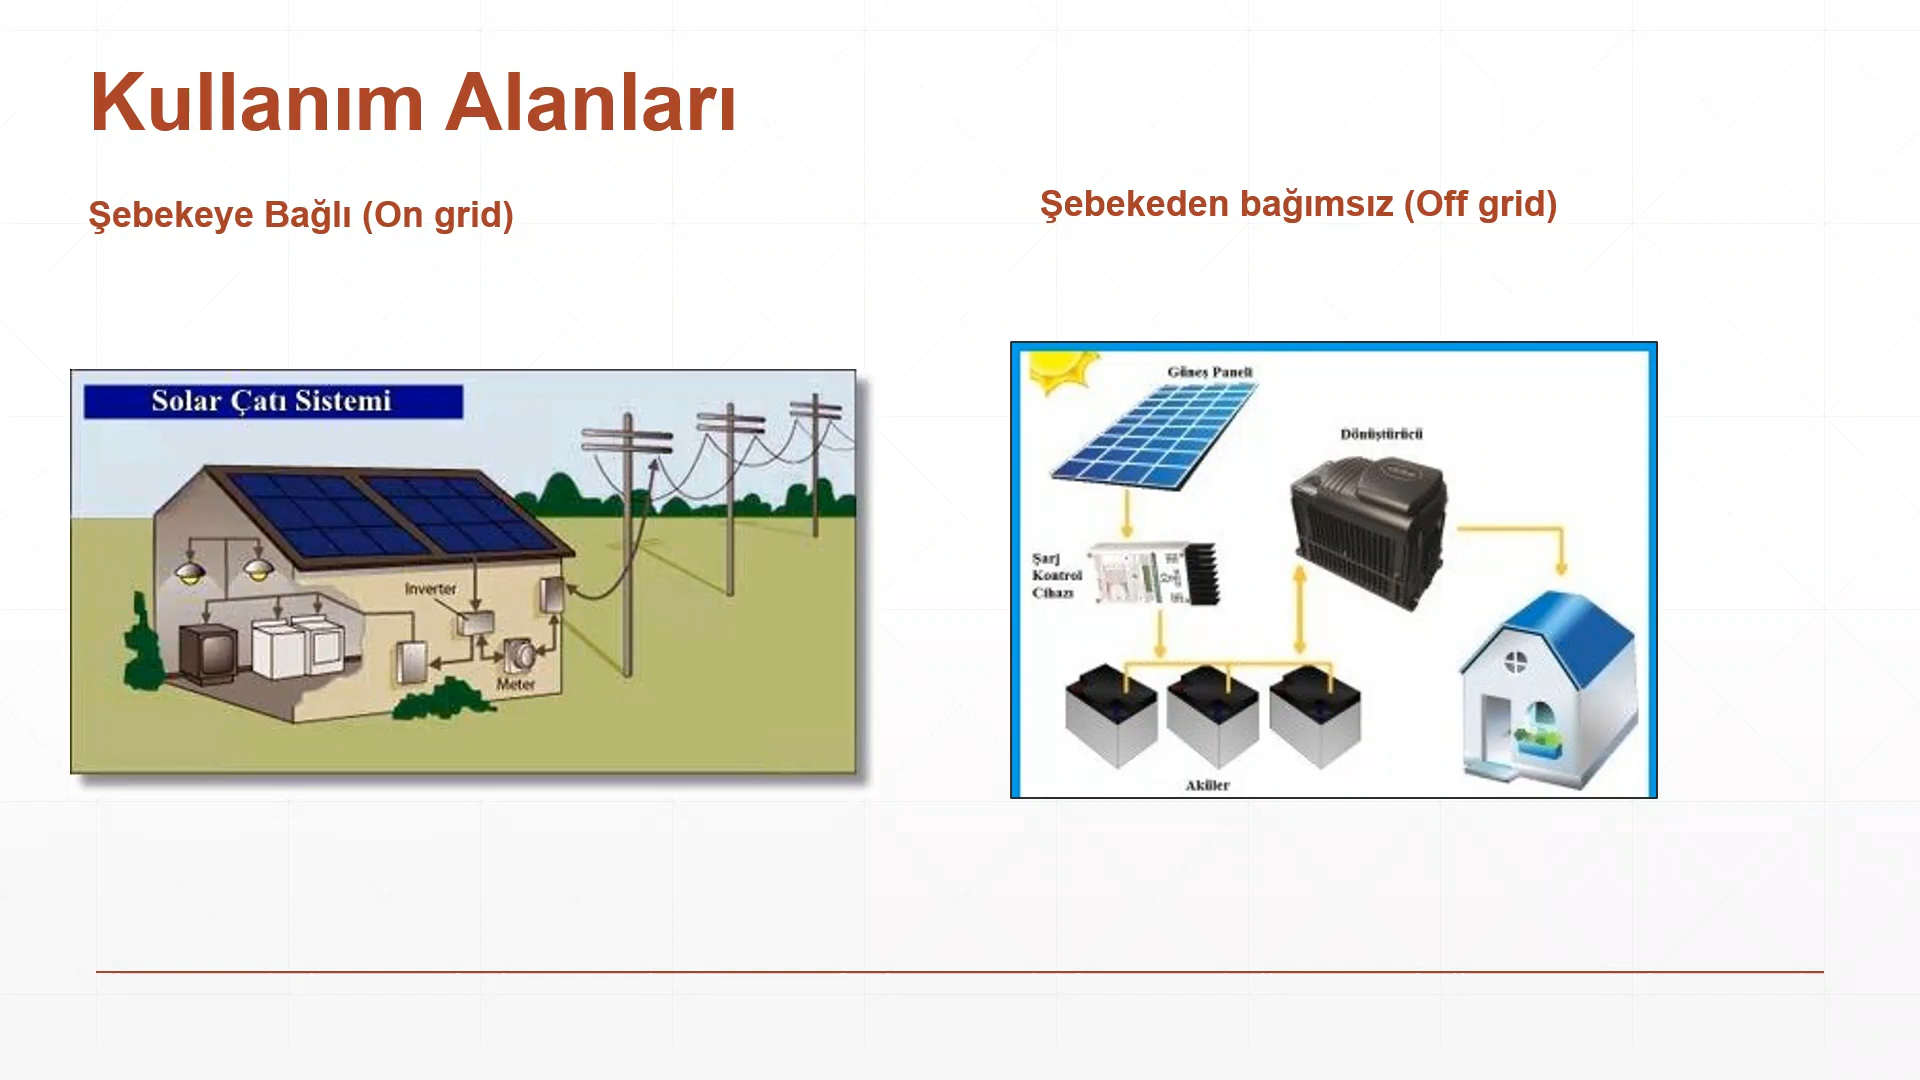 Kullanım Alanları
Şebekeye Bağlı (On grid)
Şebekeden bağımsız (Off grid)
Solar Çatı Sistemi
Inverter
Meter
Güneş Paneli
Dönüştürücü
Şarj
Kontrol
Cihazı
Aküler